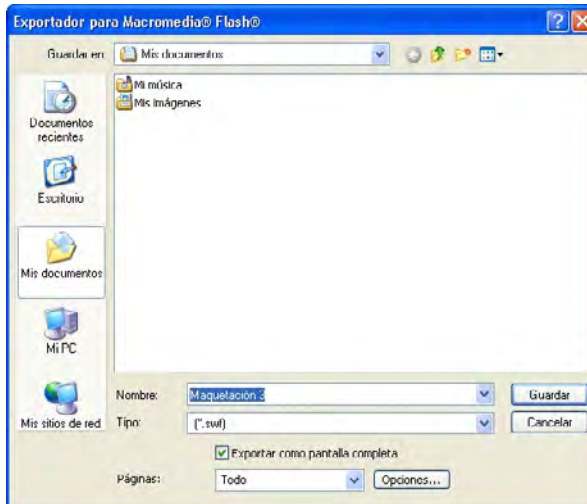 Exportador para Macromedia® Flash®
Guardar en: Mis documentos
Mi música
Mis imágenes
Documentos
recientes
Escritorio
Mis documentos
Mi PC
Mis sitios de red
Nombre: Maquetación 3 Guardar
Tipo: (*.swf) Cancelar
Exportar como pantalla completa
Páginas: Todo Opciones...